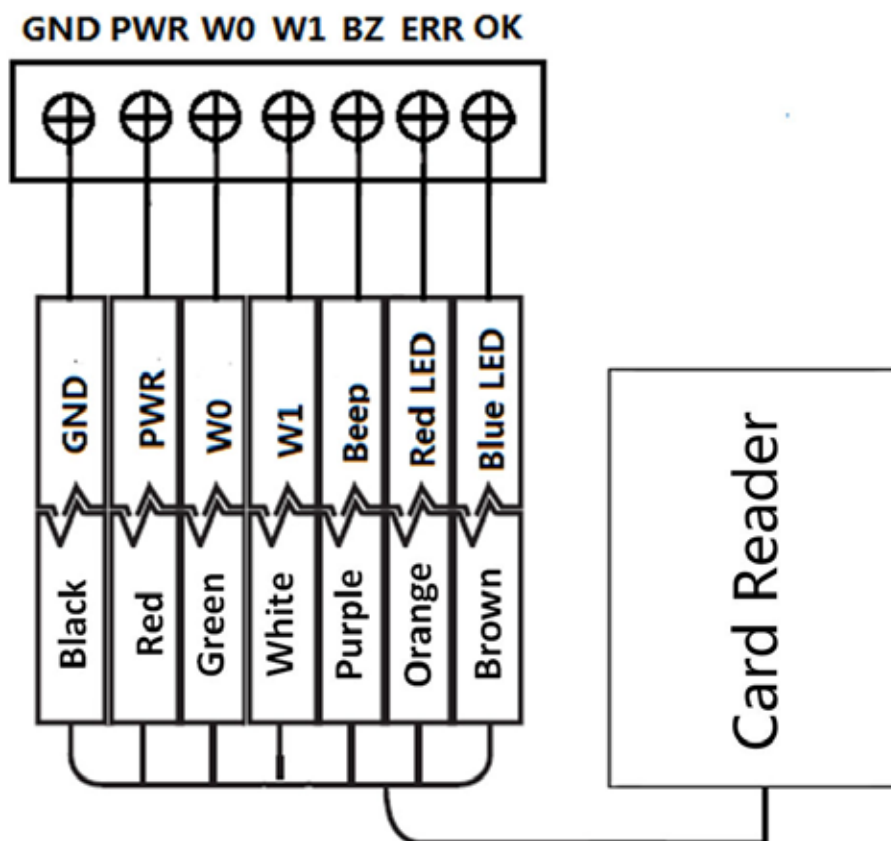 GND PWR W0 W1 BZ ERR OK
GND
PWR
W0
W1
Beep
Red LED
Blue LED
Black
Red
Green
White
Purple
Orange
Brown
Card Reader